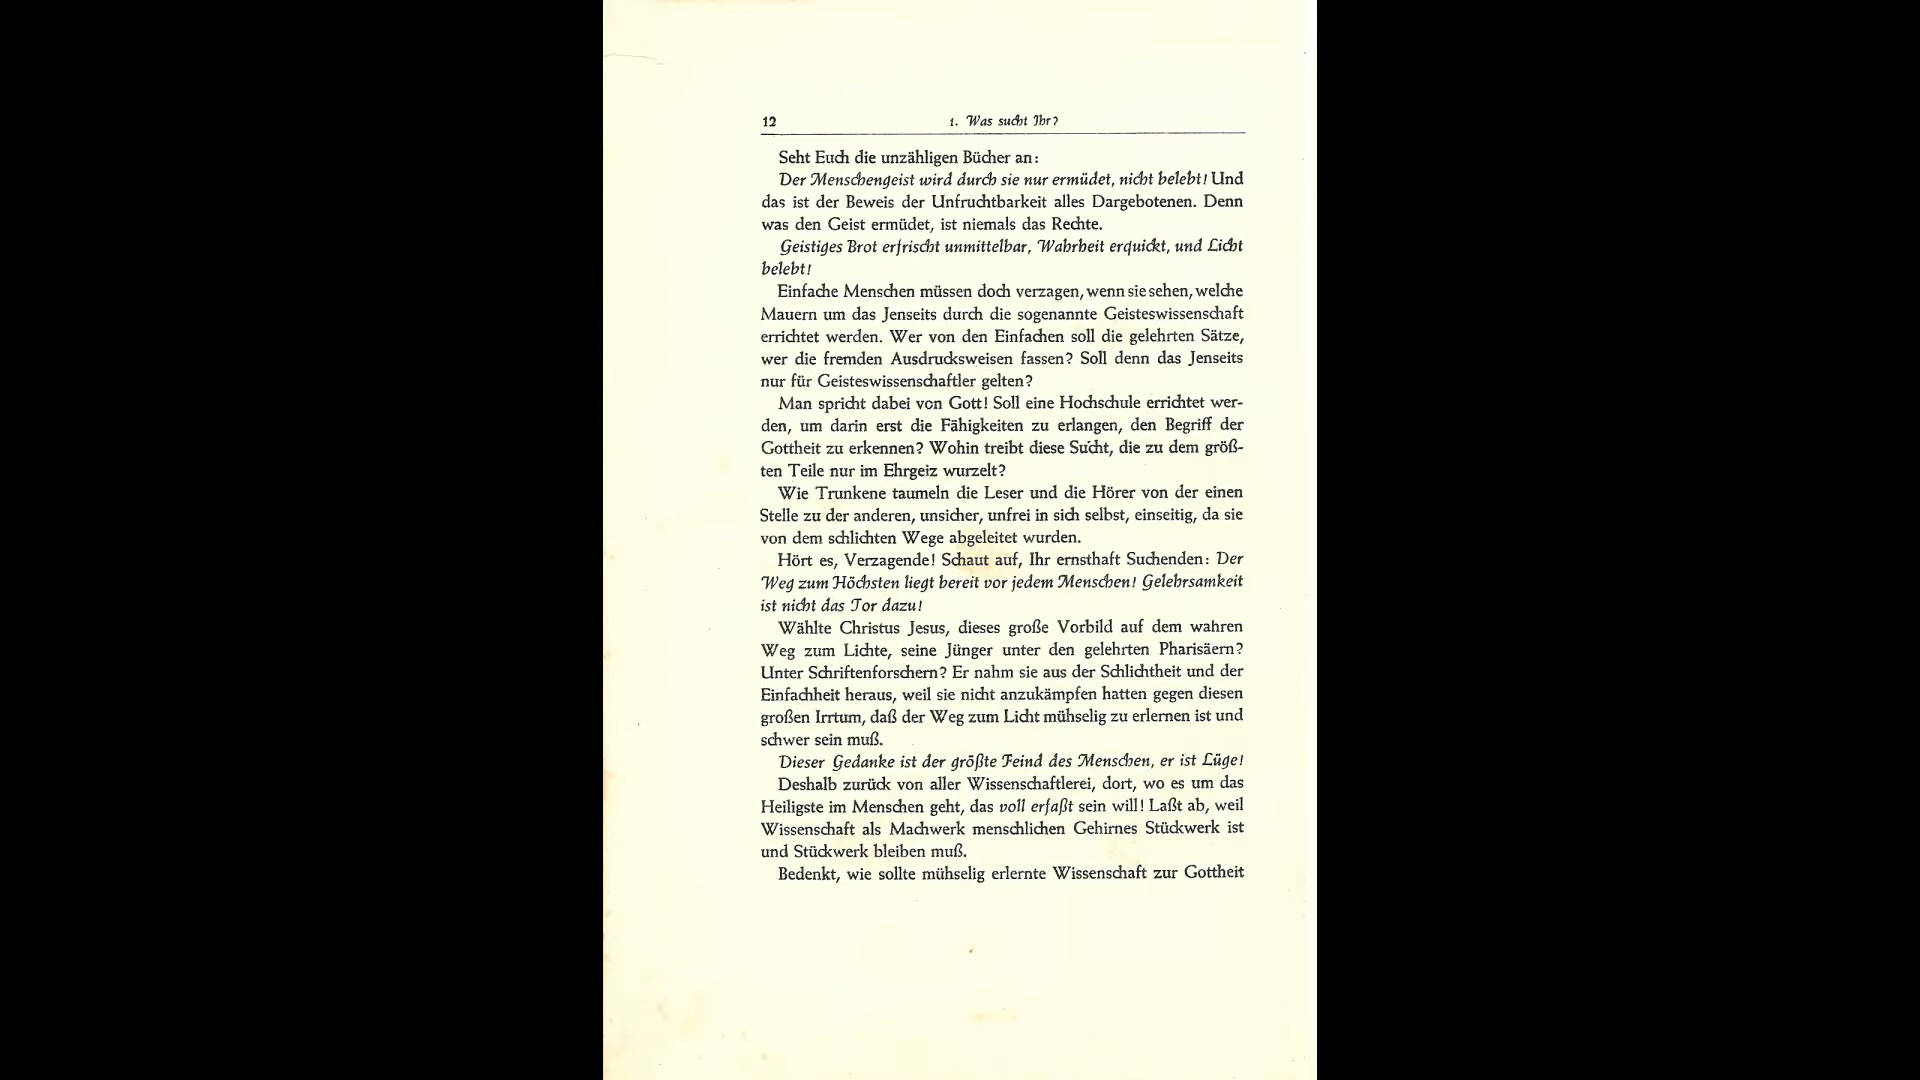 12
1. Was sucht Ihr?
Seht Euch die unzähligen Bücher an:
Der Menschengeist wird durch sie nur ermüdet, nicht belebt! Und
das ist der Beweis der Unfruchtbarkeit alles Dargebotenen. Denn
was den Geist ermüdet, ist niemals das Rechte.
Geistiges Brot erfrischt unmittelbar, Wahrheit erquickt, und Licht
belebt!
Einfache Menschen müssen doch verzagen, wenn sie sehen, welche
Mauern um das Jenseits durch die sogenannte Geisteswissenschaft
errichtet werden. Wer von den Einfachen soll die gelehrten Sätze,
wer die fremden Ausdrucksweisen fassen? Soll denn das Jenseits
nur für Geisteswissenschaftler gelten?
Man spricht dabei von Gott! Soll eine Hochschule errichtet wer-
den, um darin erst die Fähigkeiten zu erlangen, den Begriff der
Gottheit zu erkennen? Wohin treibt diese Sucht, die zu dem größ-
ten Teile nur im Ehrgeiz wurzelt?
Wie Trunkene taumeln die Leser und die Hörer von der einen
Stelle zu der anderen, unsicher, unfrei in sich selbst, einseitig, da sie
von dem schlichten Wege abgeleitet wurden.
Hört es, Verzagende! Schaut auf, Ihr ernsthaft Suchenden: Der
Weg zum Höchsten liegt bereit vor jedem Menschen! Gelehrsamkeit
ist nicht das Tor dazu!
Wählte Christus Jesus, dieses große Vorbild auf dem wahren
Weg zum Lichte, seine Jünger unter den gelehrten Pharisäern?
Unter Schriftenforschern? Er nahm sie aus der Schlichtheit und der
Einfachheit heraus, weil sie nicht anzukämpfen hatten gegen diesen
großen Irrtum, daß der Weg zum Licht mühselig zu erlernen ist und
schwer sein muß.
Dieser Gedanke ist der größte Feind des Menschen, er ist Lüge!
Deshalb zurück von aller Wissenschaftlerei, dort, wo es um das
Heiligste im Menschen geht, das voll erfaßt sein will! Laßt ab, weil
Wissenschaft als Machwerk menschlichen Gehirnes Stückwerk ist
und Stückwerk bleiben muß.
Bedenkt, wie sollte mühselig erlernte Wissenschaft zur Gottheit